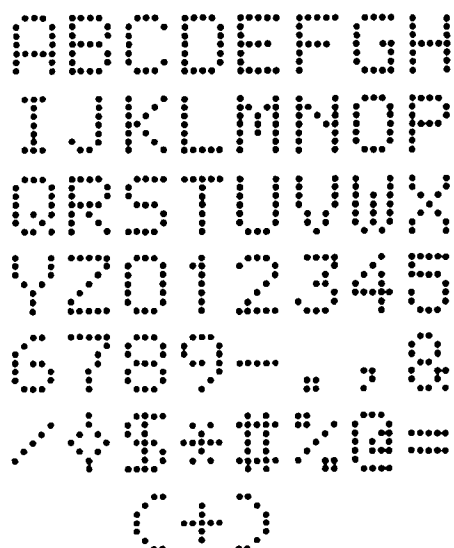 ABCDEFGH
IJKLMNOP
QRSTUVWX
YZ012345
6789-.,&
/⌑$*#%@=
(+)